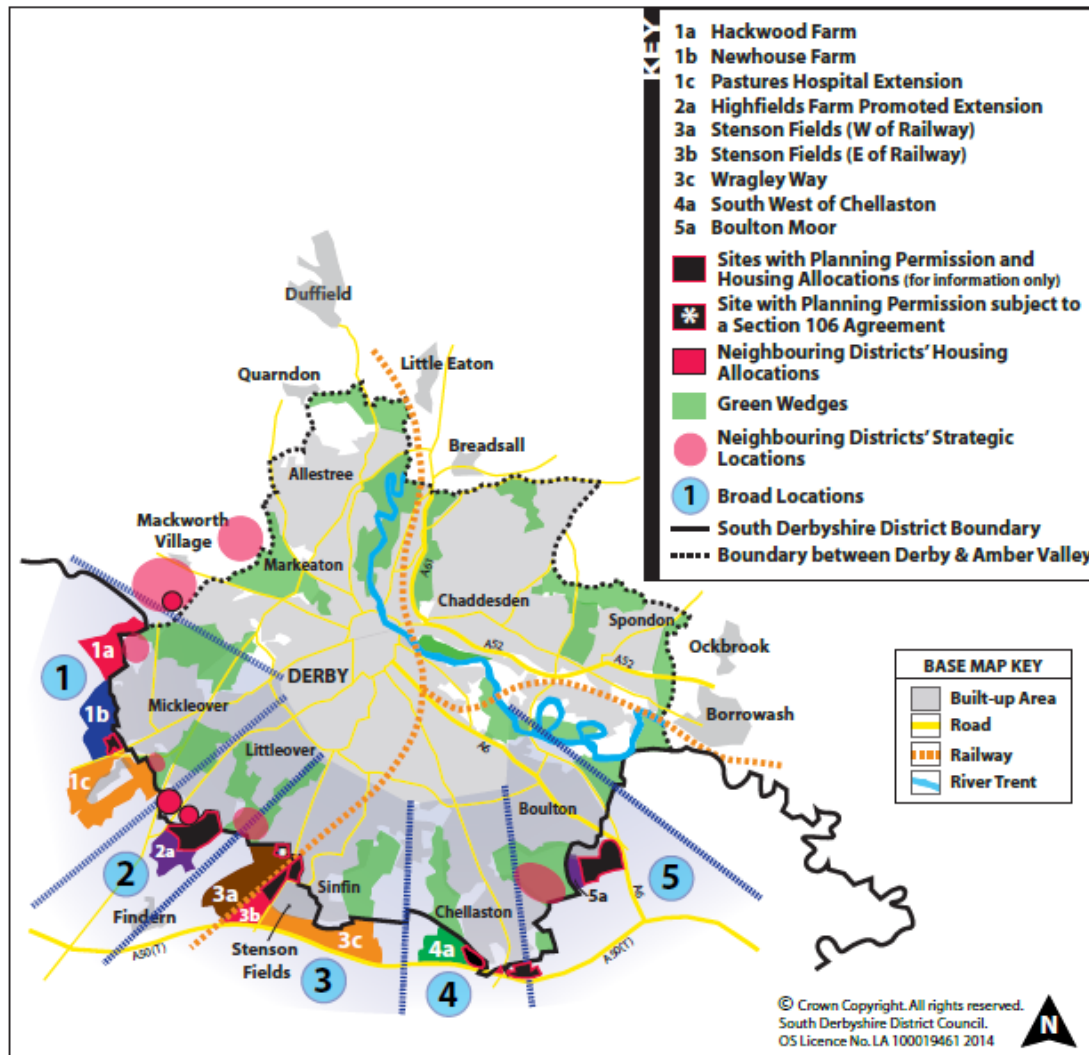 KEY
1a Hackwood Farm
1b Newhouse Farm
1c Pastures Hospital Extension
2a Highfields Farm Promoted Extension
3a Stenson Fields (W of Railway)
3b Stenson Fields (E of Railway)
3c Wragley Way
4a South West of Chellaston
5a Boulton Moor
Sites with Planning Permission and
Housing Allocations (for information only)
* Site with Planning Permission subject to
a Section 106 Agreement
Neighbouring Districts' Housing
Allocations
Green Wedges
Neighbouring Districts' Strategic
Locations
1 Broad Locations
South Derbyshire District Boundary
Boundary between Derby & Amber Valley
Duffield
Little Eaton
Quarndon
Breadsall
Allestree
Mackworth
Village
Markeaton
A61
Chaddesden
Spondon
Ockbrook
A52
A52
1a
1
DERBY
Mickleover
1b
Borrowash
Littleover
A6
1c
Boulton
2a
2
5
5a
A6
3a
Sinfin
Findern
3b
Chellaston
Stenson
Fields
3c
4a
A50(T)
A50(T)
3
4
BASE MAP KEY
Built-up Area
Road
Railway
River Trent
© Crown Copyright. All rights reserved.
South Derbyshire District Council.
OS Licence No. LA 100019461 2014
N